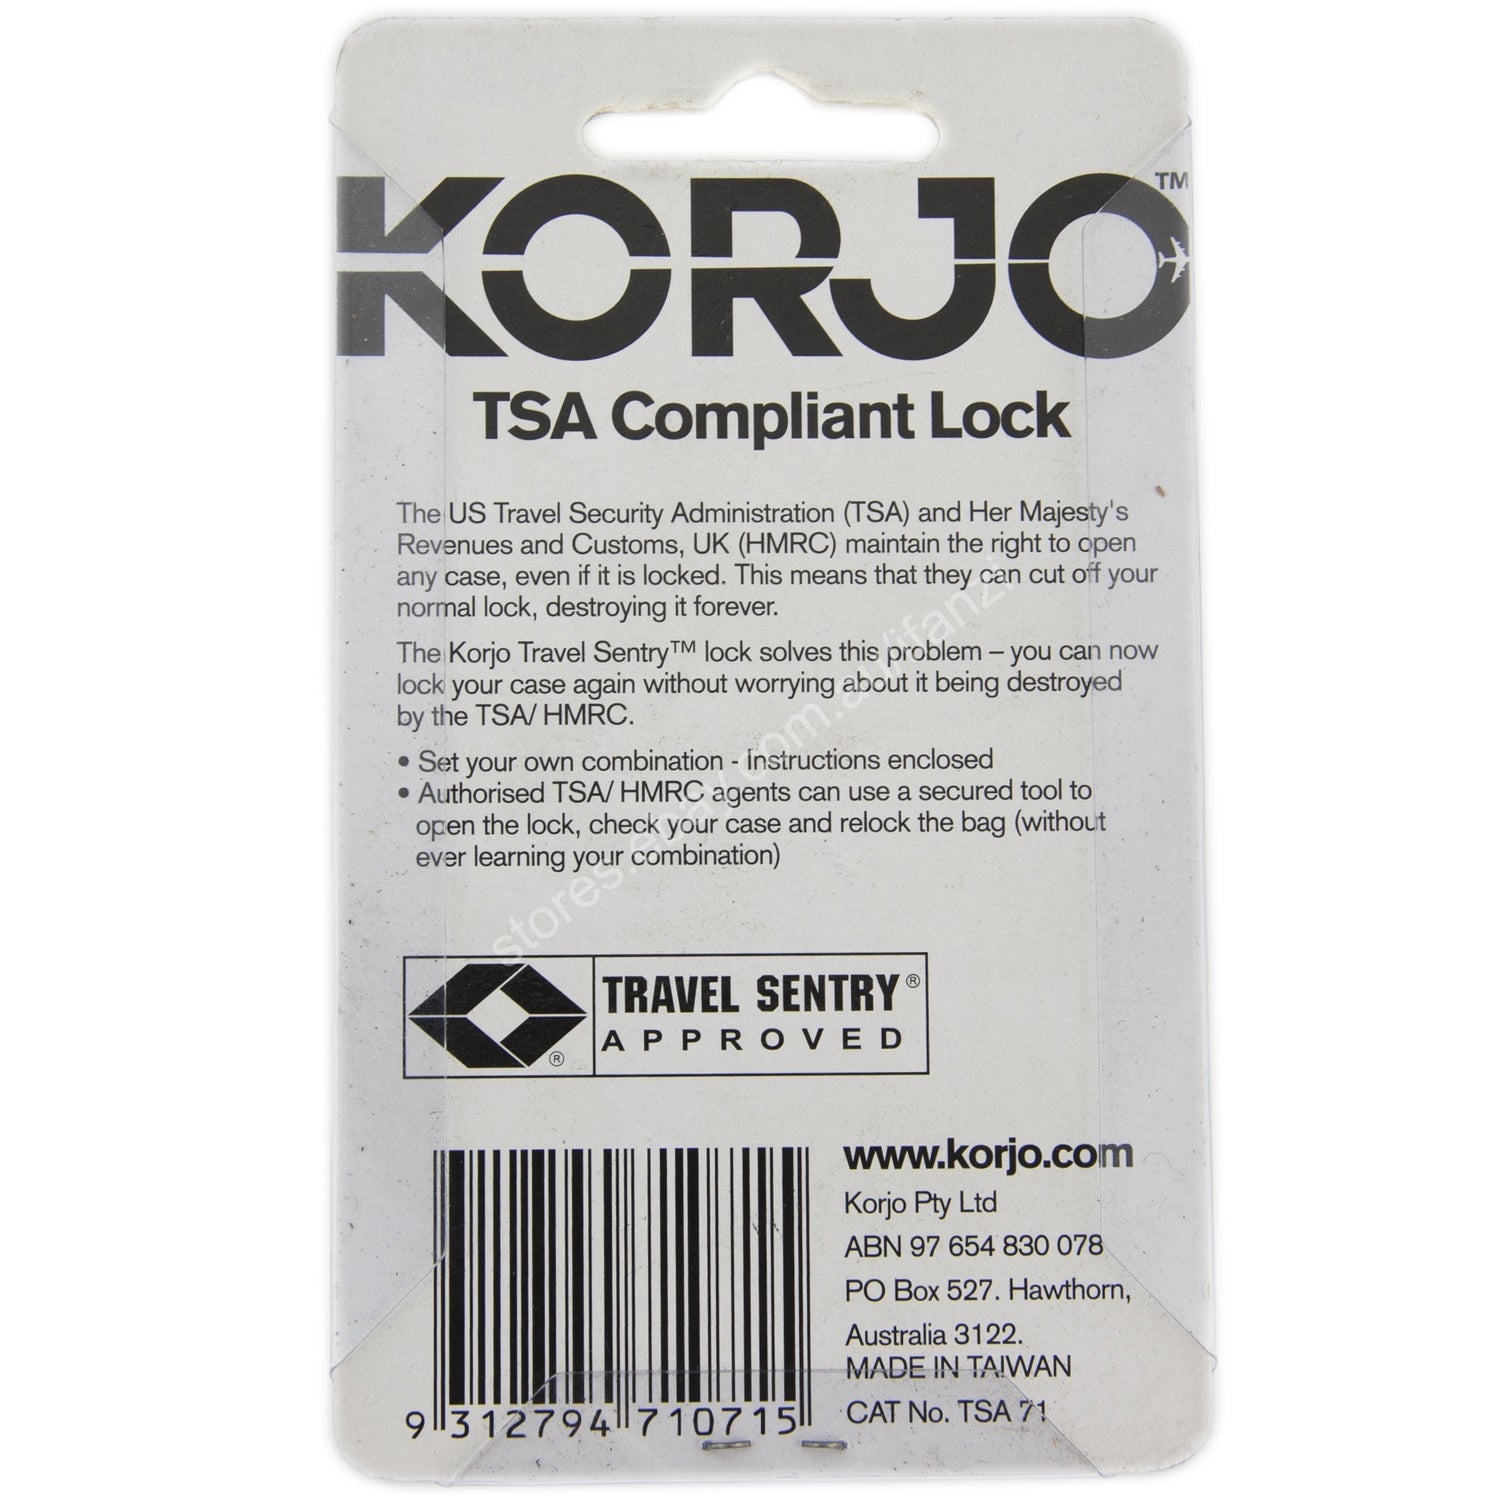 KORJO™
TSA Compliant Lock
The US Travel Security Administration (TSA) and Her Majesty's
Revenues and Customs, UK (HMRC) maintain the right to open
any case, even if it is locked. This means that they can cut off your
normal lock, destroying it forever.
The Korjo Travel Sentry™ lock solves this problem – you can now
lock your case again without worrying about it being destroyed
by the TSA/ HMRC.
• Set your own combination - Instructions enclosed
• Authorised TSA/ HMRC agents can use a secured tool to
open the lock, check your case and relock the bag (without
ever learning your combination)
stores.ebay.com.au/ifanzi
®
TRAVEL SENTRY®
APPROVED
www.korjo.com
Korjo Pty Ltd
ABN 97 654 830 078
PO Box 527. Hawthorn,
Australia 3122.
MADE IN TAIWAN
CAT No. TSA 71
9 312794 710715